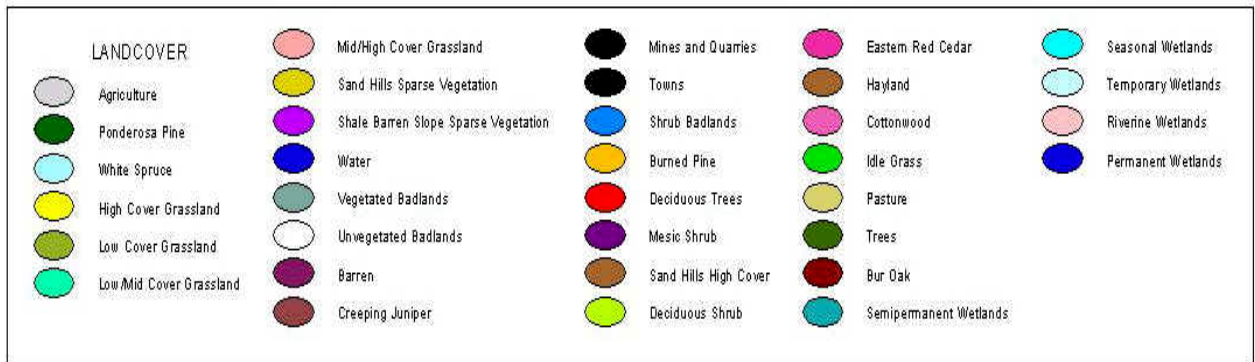 LANDCOVER
Agriculture
Ponderosa Pine
White Spruce
High Cover Grassland
Low Cover Grassland
Low/Mid Cover Grassland
Mid/High Cover Grassland
Sand Hills Sparse Vegetation
Shale Barren Slope Sparse Vegetation
Water
Vegetated Badlands
Unvegetated Badlands
Barren
Creeping Juniper
Mines and Quarries
Towns
Shrub Badlands
Burned Pine
Deciduous Trees
Mesic Shrub
Sand Hills High Cover
Deciduous Shrub
Eastern Red Cedar
Hayland
Cottonwood
Idle Grass
Pasture
Trees
Bur Oak
Semipermanent Wetlands
Seasonal Wetlands
Temporary Wetlands
Riverine Wetlands
Permanent Wetlands